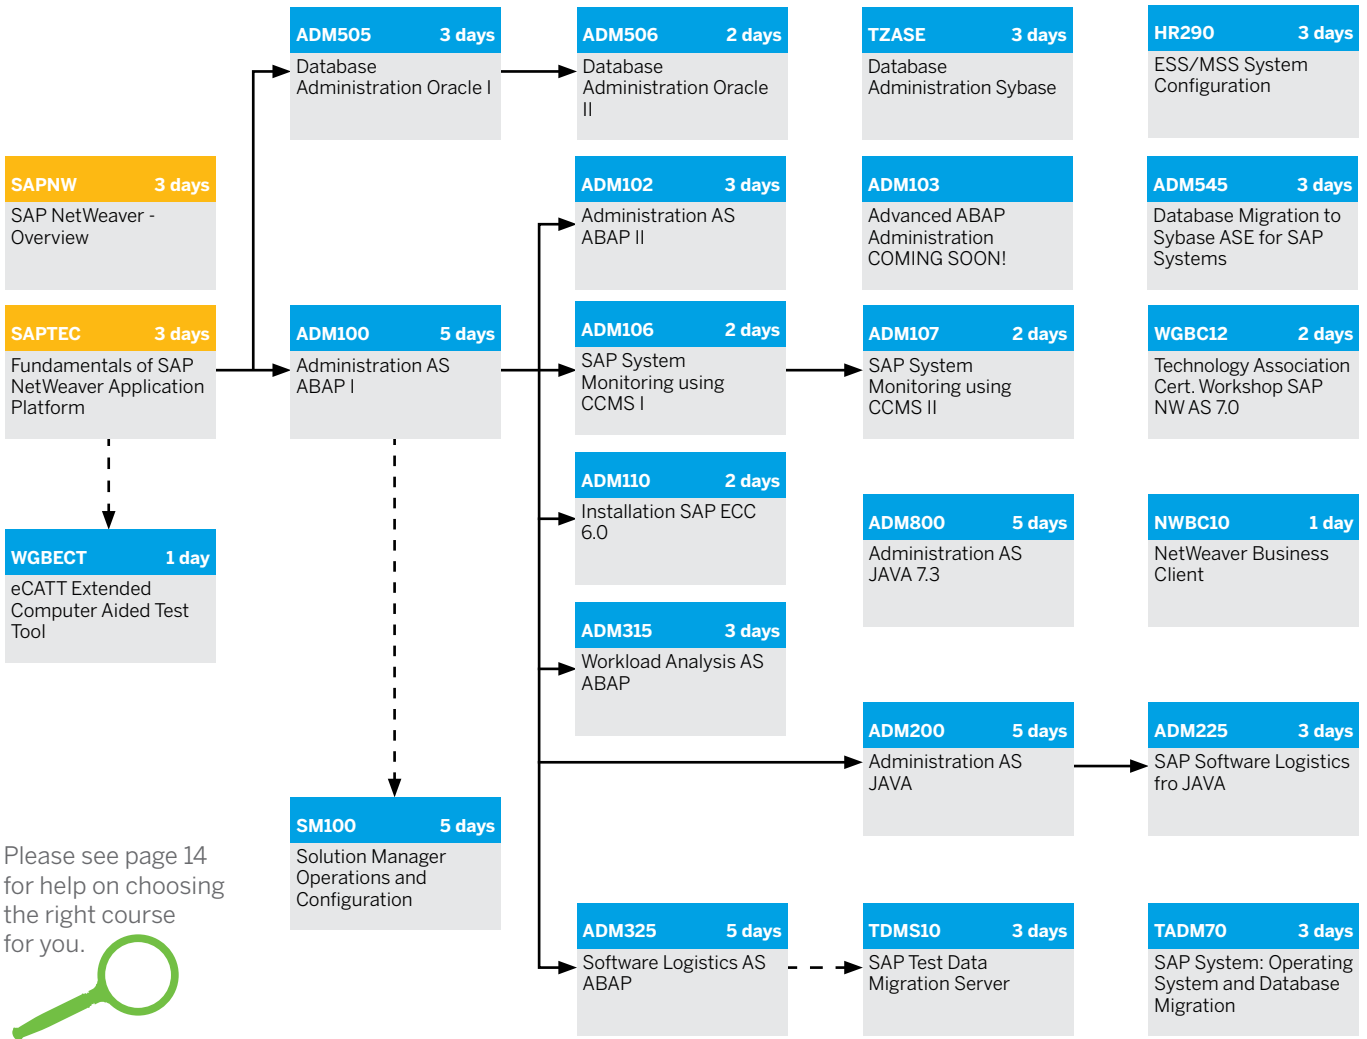 ADM505 3 days
Database
Administration Oracle I
ADM506 2 days
Database
Administration Oracle
II
TZASE 3 days
Database
Administration Sybase
HR290 3 days
ESS/MSS System
Configuration
SAPNW 3 days
SAP NetWeaver -
Overview
ADM102 3 days
Administration AS
ABAP II
ADM103
Advanced ABAP
Administration
COMING SOON!
ADM545 3 days
Database Migration to
Sybase ASE for SAP
Systems
SAPTEC 3 days
Fundamentals of SAP
NetWeaver Application
Platform
ADM100 5 days
Administration AS
ABAP I
ADM106 2 days
SAP System
Monitoring using
CCMS I
ADM107 2 days
SAP System
Monitoring using
CCMS II
WGBC12 2 days
Technology Association
Cert. Workshop SAP
NW AS 7.0
ADM110 2 days
Installation SAP ECC
6.0
ADM800 5 days
Administration AS
JAVA 7.3
NWBC10 1 day
NetWeaver Business
Client
WGBECT 1 day
eCATT Extended
Computer Aided Test
Tool
ADM315 3 days
Workload Analysis AS
ABAP
ADM200 5 days
Administration AS
JAVA
ADM225 3 days
SAP Software Logistics
fro JAVA
SM100 5 days
Solution Manager
Operations and
Configuration
Please see page 14
for help on choosing
the right course
for you.
ADM325 5 days
Software Logistics AS
ABAP
TDMS10 3 days
SAP Test Data
Migration Server
TADM70 3 days
SAP System: Operating
System and Database
Migration